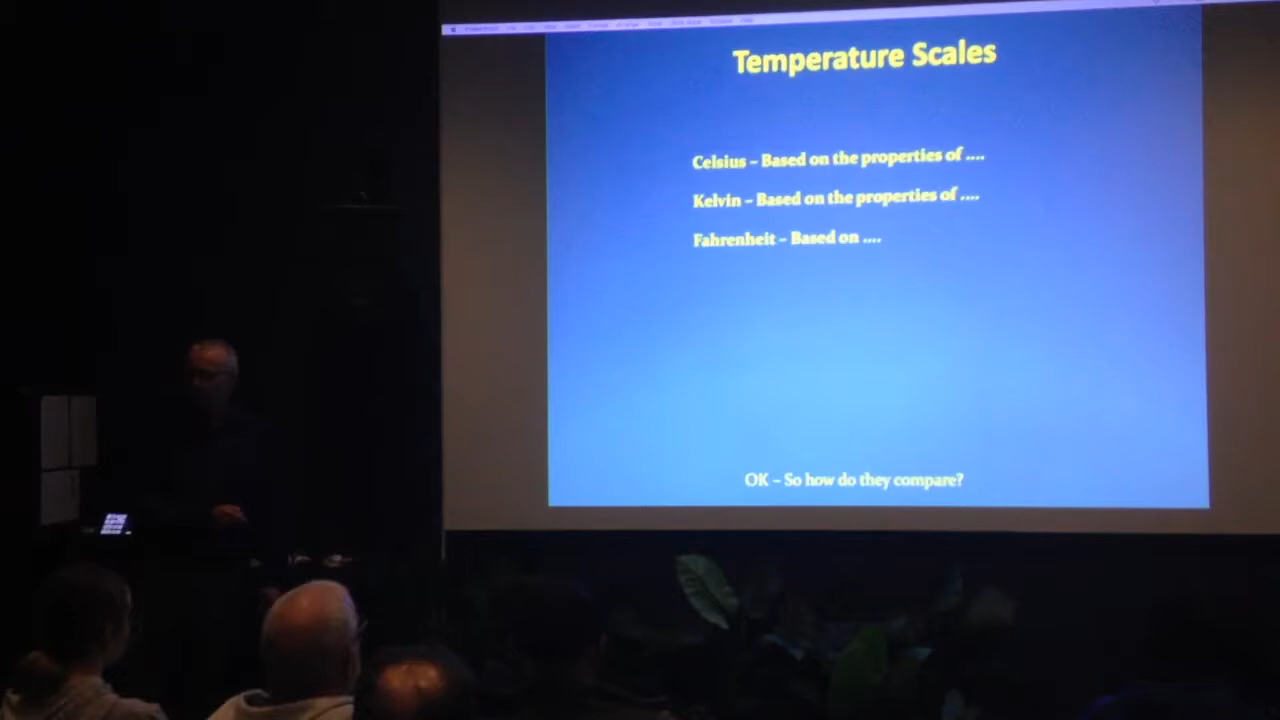 Temperature Scales
Celsius – Based on the properties of ....
Kelvin – Based on the properties of ....
Fahrenheit – Based on ....
OK – So how do they compare?